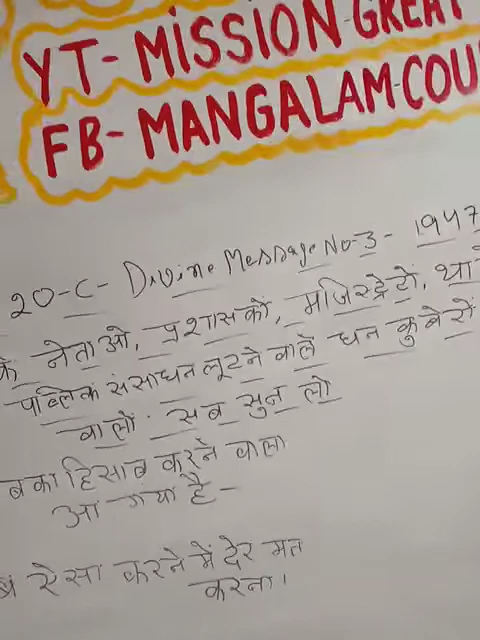 YT- MISSION GREAT
FB- MANGALAM-COU
20-C- Divine Message No-3- 1947
के नेताओ, प्रशासकों, मजिस्ट्रेटो, था
पब्लिक संसाधन लूटने वाले धन कुबेरों
वालों. सब सुन लो
बका हिसाब करने वाला
आ गया है-
ब ऐसा करने में देर मत
करना।